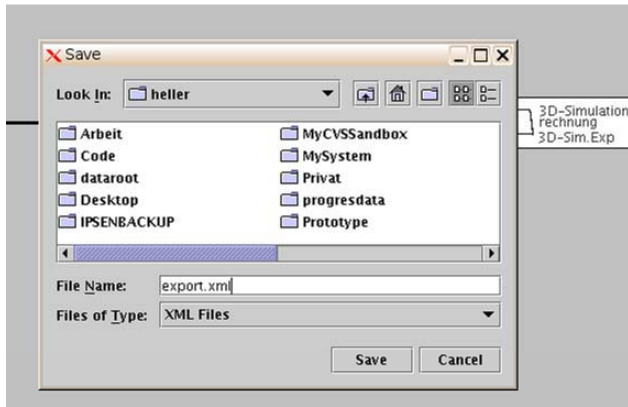 Save
Look In: heller
3D-Simulation
rechnung
3D-Sim.Exp
Arbeit MyCVSSandbox
Code MySystem
dataroot Privat
Desktop progresdata
IPSENBACKUP Prototype
File Name: export.xml
Files of Type: XML Files
Save Cancel